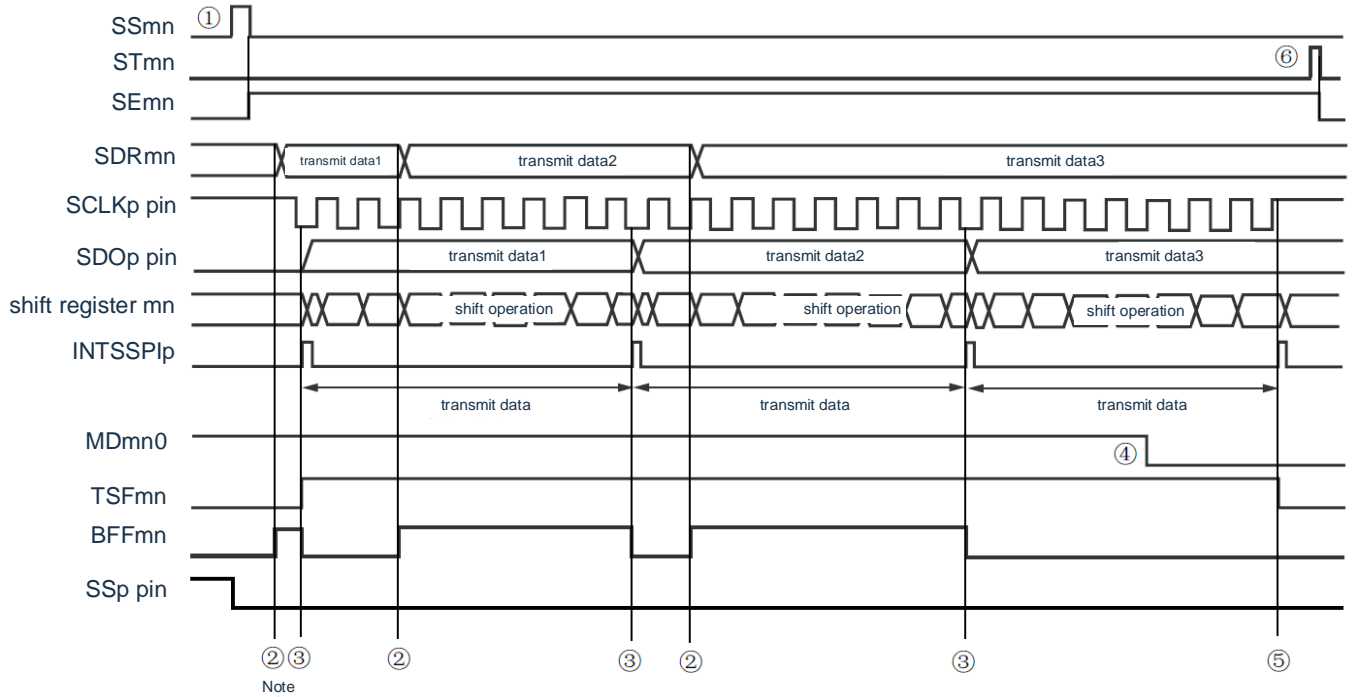 SSmn ①
STmn ⑥
SEmn
SDRmn transmit data1 transmit data2 transmit data3
SCLKp pin
SDOp pin transmit data1 transmit data2 transmit data3
shift register mn shift operation shift operation shift operation
INTSSPIp
transmit data transmit data transmit data
MDmn0 ④
TSFmn
BFFmn
SSp pin
② ③ ② ③ ② ③ ⑤
Note